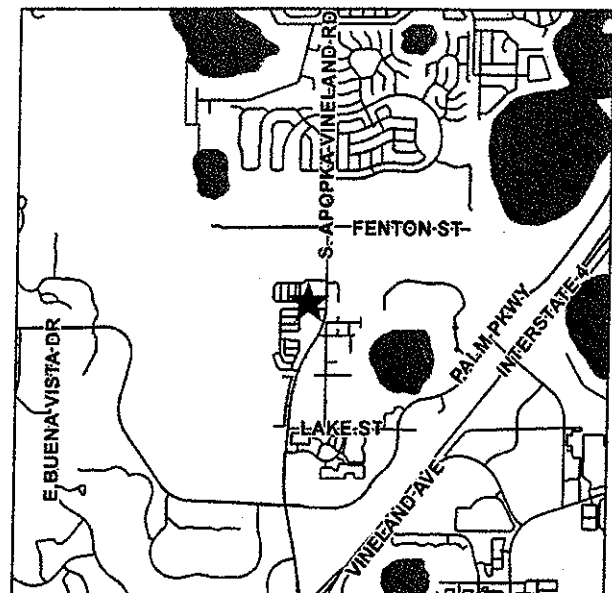 S. APOPKA-VINELAND RD
FENTON ST
PALM PKWY
INTERSTATE 4
E BUENA VISTA DR
LAKE ST
VINELAND AVE